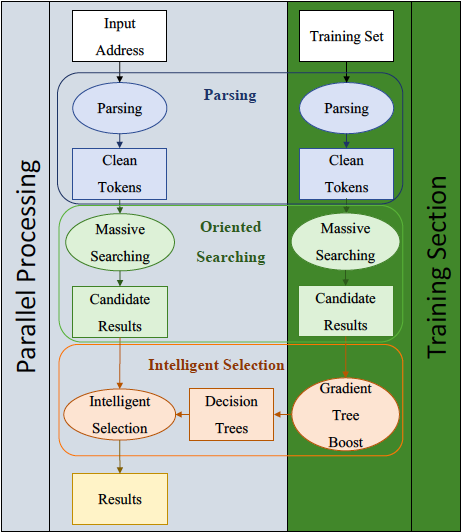 Input
Address
Training Set
Parsing
Parsing
Parsing
Clean
Tokens
Clean
Tokens
Parallel Processing
Training Section
Oriented
Searching
Massive
Searching
Massive
Searching
Candidate
Results
Candidate
Results
Intelligent Selection
Intelligent
Selection
Decision
Trees
Gradient
Tree
Boost
Results